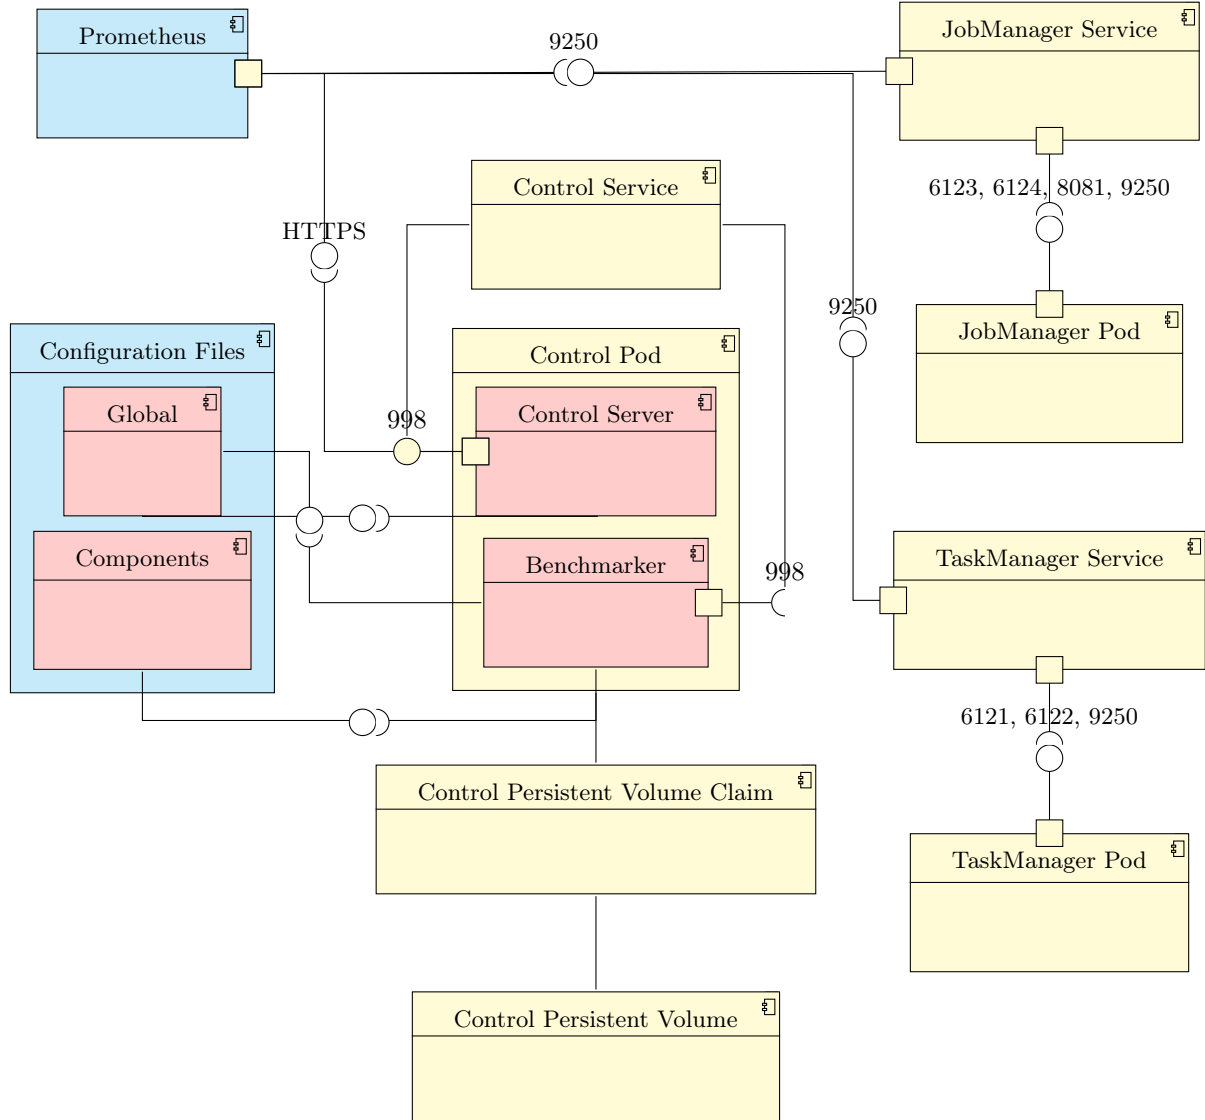 Prometheus
9250
JobManager Service
6123, 6124, 8081, 9250
Control Service
HTTPS
9250
JobManager Pod
Configuration Files
Control Pod
Global
998
Control Server
Components
Benchmarker
998
TaskManager Service
6121, 6122, 9250
Control Persistent Volume Claim
TaskManager Pod
Control Persistent Volume